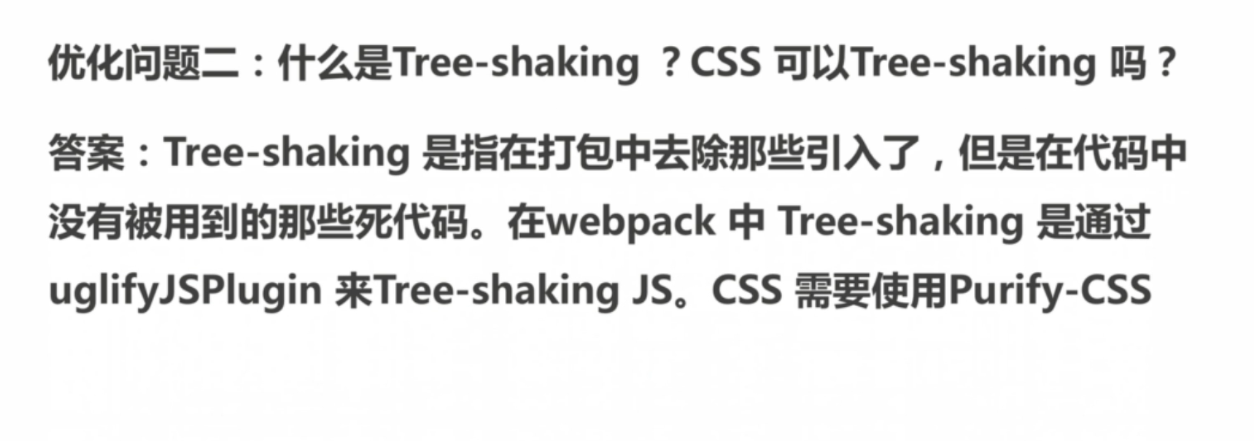 优化问题二：什么是Tree-shaking ？CSS 可以Tree-shaking 吗？
答案：Tree-shaking 是指在打包中去除那些引入了，但是在代码中
没有被用到的那些死代码。在webpack 中 Tree-shaking 是通过
uglifyJSPlugin 来Tree-shaking JS。CSS 需要使用Purify-CSS